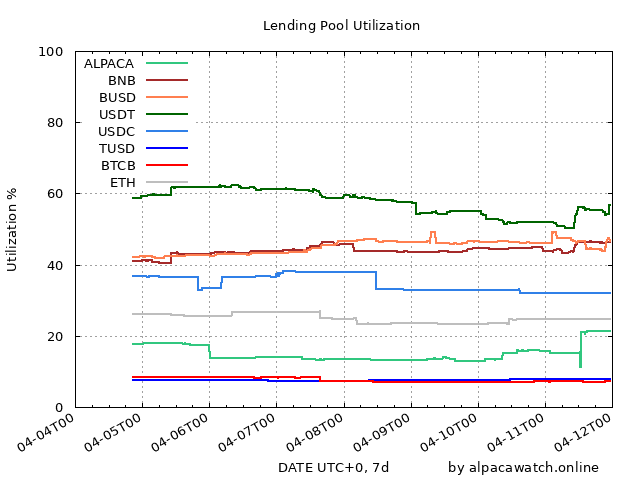 Lending Pool Utilization
Utilization %
100
80
60
40
20
0
ALPACA
BNB
BUSD
USDT
USDC
TUSD
BTCB
ETH
04-04T00
04-05T00
04-06T00
04-07T00
04-08T00
04-09T00
04-10T00
04-11T00
04-12T00
DATE UTC+0, 7d
by alpacawatch.online